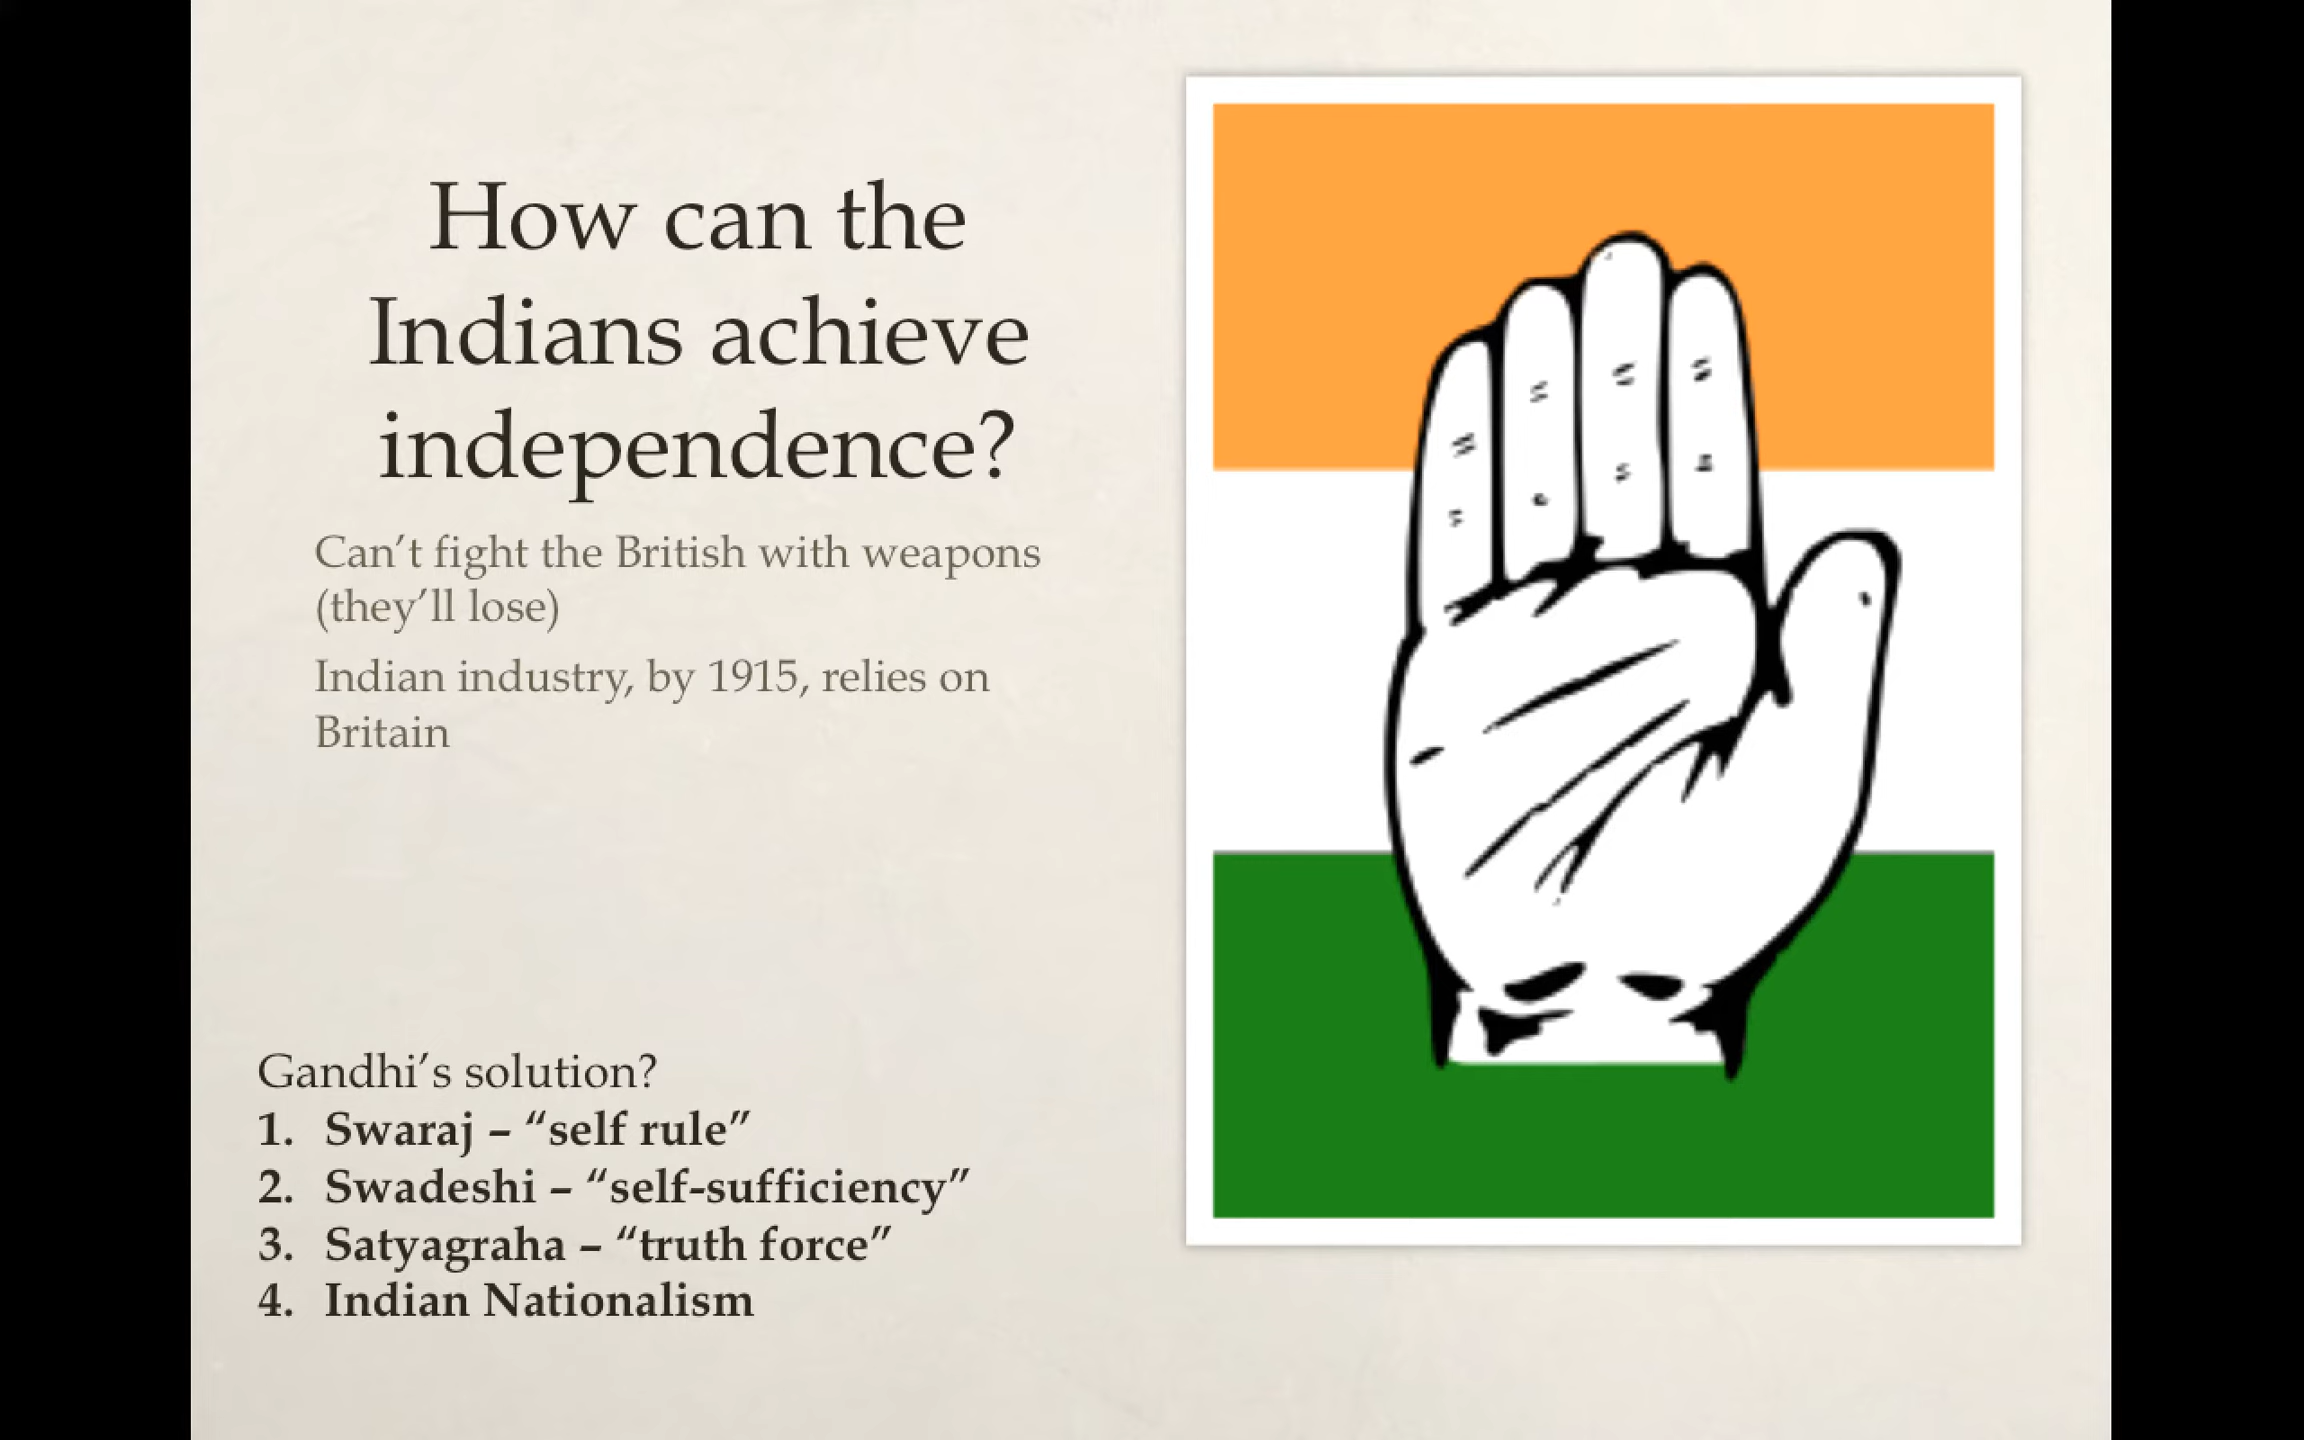 How can the
Indians achieve
independence?
Can’t fight the British with weapons
(they’ll lose)
Indian industry, by 1915, relies on
Britain
Gandhi’s solution?
1. Swaraj – “self rule”
2. Swadeshi – “self-sufficiency”
3. Satyagraha – “truth force”
4. Indian Nationalism